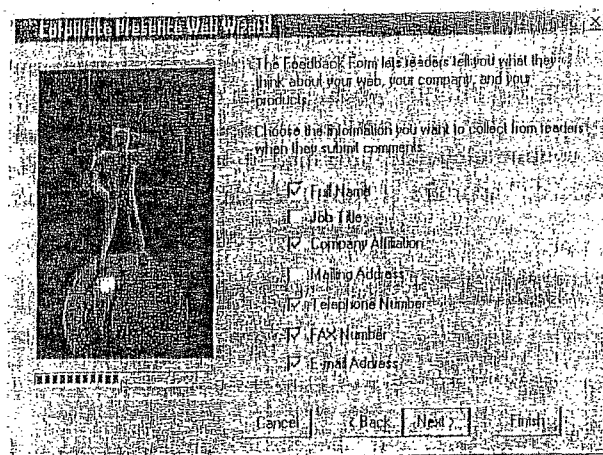 Corporate Presence Web Wizard
The Feedback Form lets readers tell you what they
think about your web, your company, and your
products.
Choose the information you want to collect from readers
when they submit comments:
Full Name
Job Title
Company Affiliation
Mailing Address
Telephone Number
FAX Number
E-mail Address
Cancel
< Back
Next >
Finish